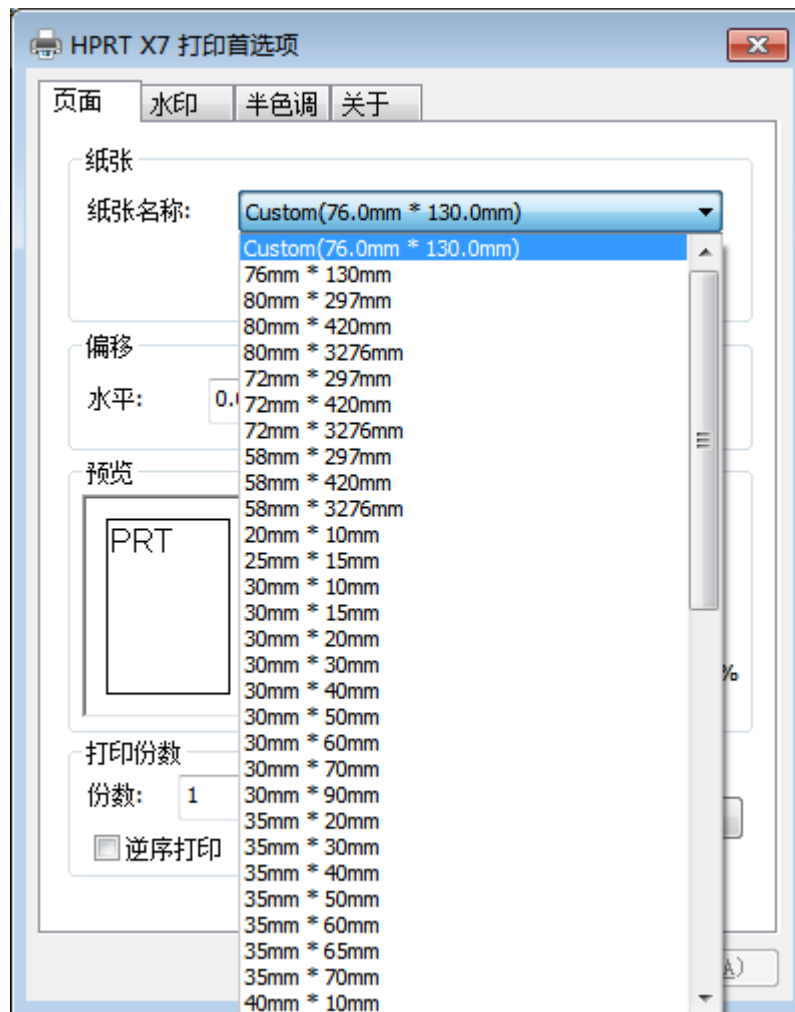 HPRT X7 打印首选项
页面 水印 半色调 关于
纸张
纸张名称: Custom(76.0mm * 130.0mm)
Custom(76.0mm * 130.0mm)
76mm * 130mm
80mm * 297mm
80mm * 420mm
80mm * 3276mm
72mm * 297mm
72mm * 420mm
72mm * 3276mm
58mm * 297mm
58mm * 420mm
58mm * 3276mm
20mm * 10mm
25mm * 15mm
30mm * 10mm
30mm * 15mm
30mm * 20mm
30mm * 30mm
30mm * 40mm
30mm * 50mm
30mm * 60mm
30mm * 70mm
30mm * 90mm
35mm * 20mm
35mm * 30mm
35mm * 40mm
35mm * 50mm
35mm * 60mm
35mm * 65mm
35mm * 70mm
40mm * 10mm
偏移
水平: 0.
预览
PRT
%
打印份数
份数: 1
逆序打印
A)